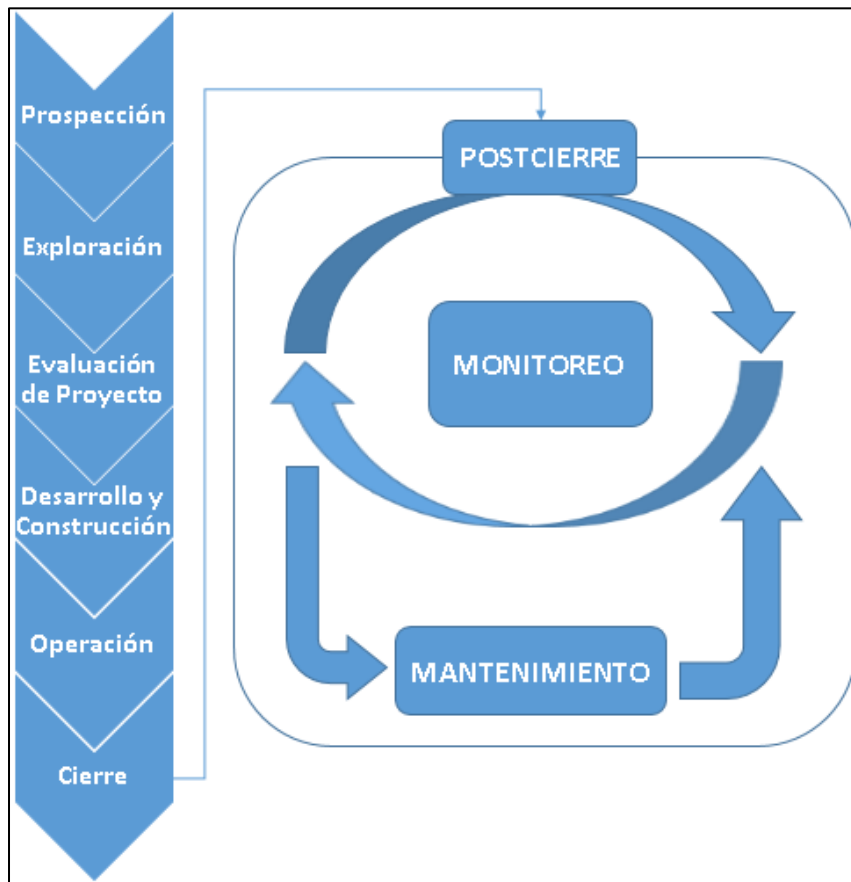 Prospección
Exploración
Evaluación
de Proyecto
Desarrollo y
Construcción
Operación
Cierre
POSTCIERRE
MONITOREO
MANTENIMIENTO